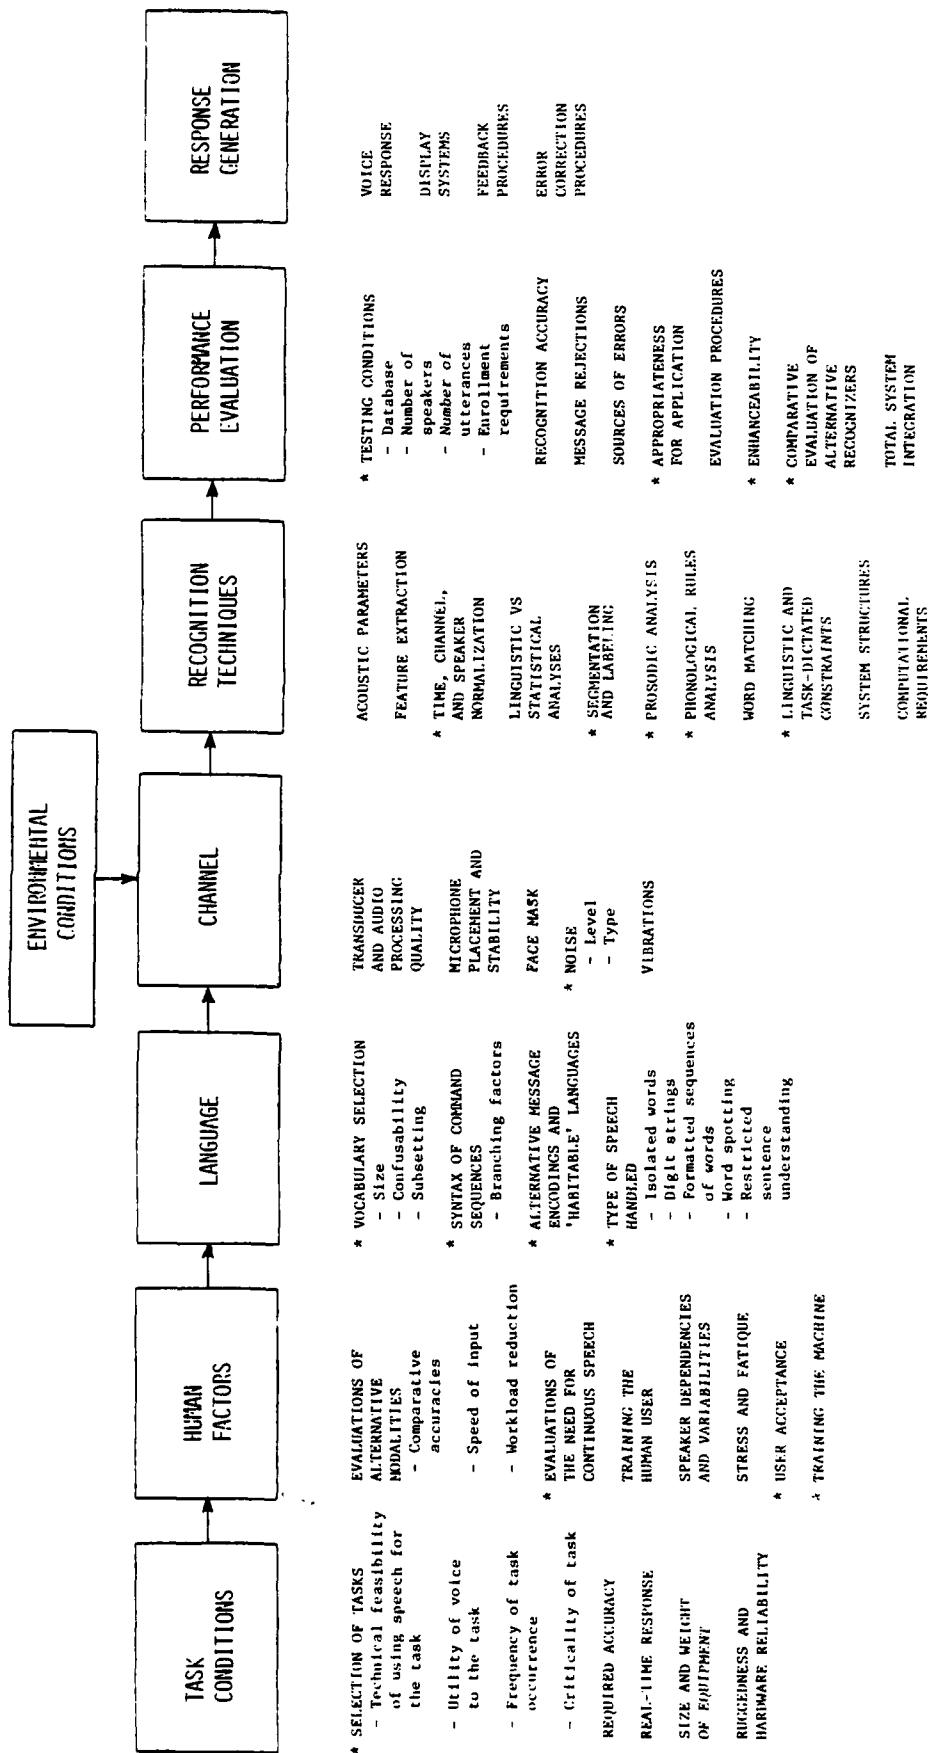 TASK
CONDITIONS
HUMAN
FACTORS
LANGUAGE
ENVIRONMENTAL
CONDITIONS
CHANNEL
RECOGNITION
TECHNIQUES
PERFORMANCE
EVALUATION
RESPONSE
GENERATION
* SELECTION OF TASKS
- Technical feasibility
of using speech for
the task
- Utility of voice
to the task
- Frequency of task
occurrence
- Criticality of task
REQUIRED ACCURACY
REAL-TIME RESPONSE
SIZE AND WEIGHT
OF EQUIPMENT
RUGGEDNESS AND
HARDWARE RELIABILITY
EVALUATIONS OF
ALTERNATIVE
MODALITIES
- Comparative
accuracies
- Speed of input
- Workload reduction
* EVALUATIONS OF
THE NEED FOR
CONTINUOUS SPEECH
TRAINING THE
HUMAN USER
SPEAKER DEPENDENCIES
AND VARIABILITIES
STRESS AND FATIQUE
* USER ACCEPTANCE
* TRAINING THE MACHINE
* VOCABULARY SELECTION
- Size
- Confusability
- Subsetting
* SYNTAX OF COMMAND
SEQUENCES
- Branching factors
* ALTERNATIVE MESSAGE
ENCODINGS AND
'HABITABLE' LANGUAGES
* TYPE OF SPEECH
HANDLED
- Isolated words
- Digit strings
- Formatted sequences
of words
- Word spotting
- Restricted
sentence
understanding
TRANSDUCER
AND AUDIO
PROCESSING
QUALITY
MICROPHONE
PLACEMENT AND
STABILITY
FACE MASK
* NOISE
- Level
- Type
VIBRATIONS
ACOUSTIC PARAMETERS
FEATURE EXTRACTION
* TIME, CHANNEL,
AND SPEAKER
NORMALIZATION
LINGUISTIC VS
STATISTICAL
ANALYSES
* SEGMENTATION
AND LABELING
* PROSODIC ANALYSIS
* PHONOLOGICAL RULES
ANALYSIS
WORD MATCHING
* LINGUISTIC AND
TASK-DICTATED
CONSTRAINTS
SYSTEM STRUCTURES
COMPUTATIONAL
REQUIREMENTS
* TESTING CONDITIONS
- Database
- Number of
speakers
- Number of
utterances
- Enrollment
requirements
RECOGNITION ACCURACY
MESSAGE REJECTIONS
SOURCES OF ERRORS
* APPROPRIATENESS
FOR APPLICATION
EVALUATION PROCEDURES
* ENHANCEABILITY
* COMPARATIVE
EVALUATION OF
ALTERNATIVE
RECOGNIZERS
TOTAL SYSTEM
INTEGRATION
VOICE
RESPONSE
DISPLAY
SYSTEMS
FEEDBACK
PROCEDURES
ERROR
CORRECTION
PROCEDURES